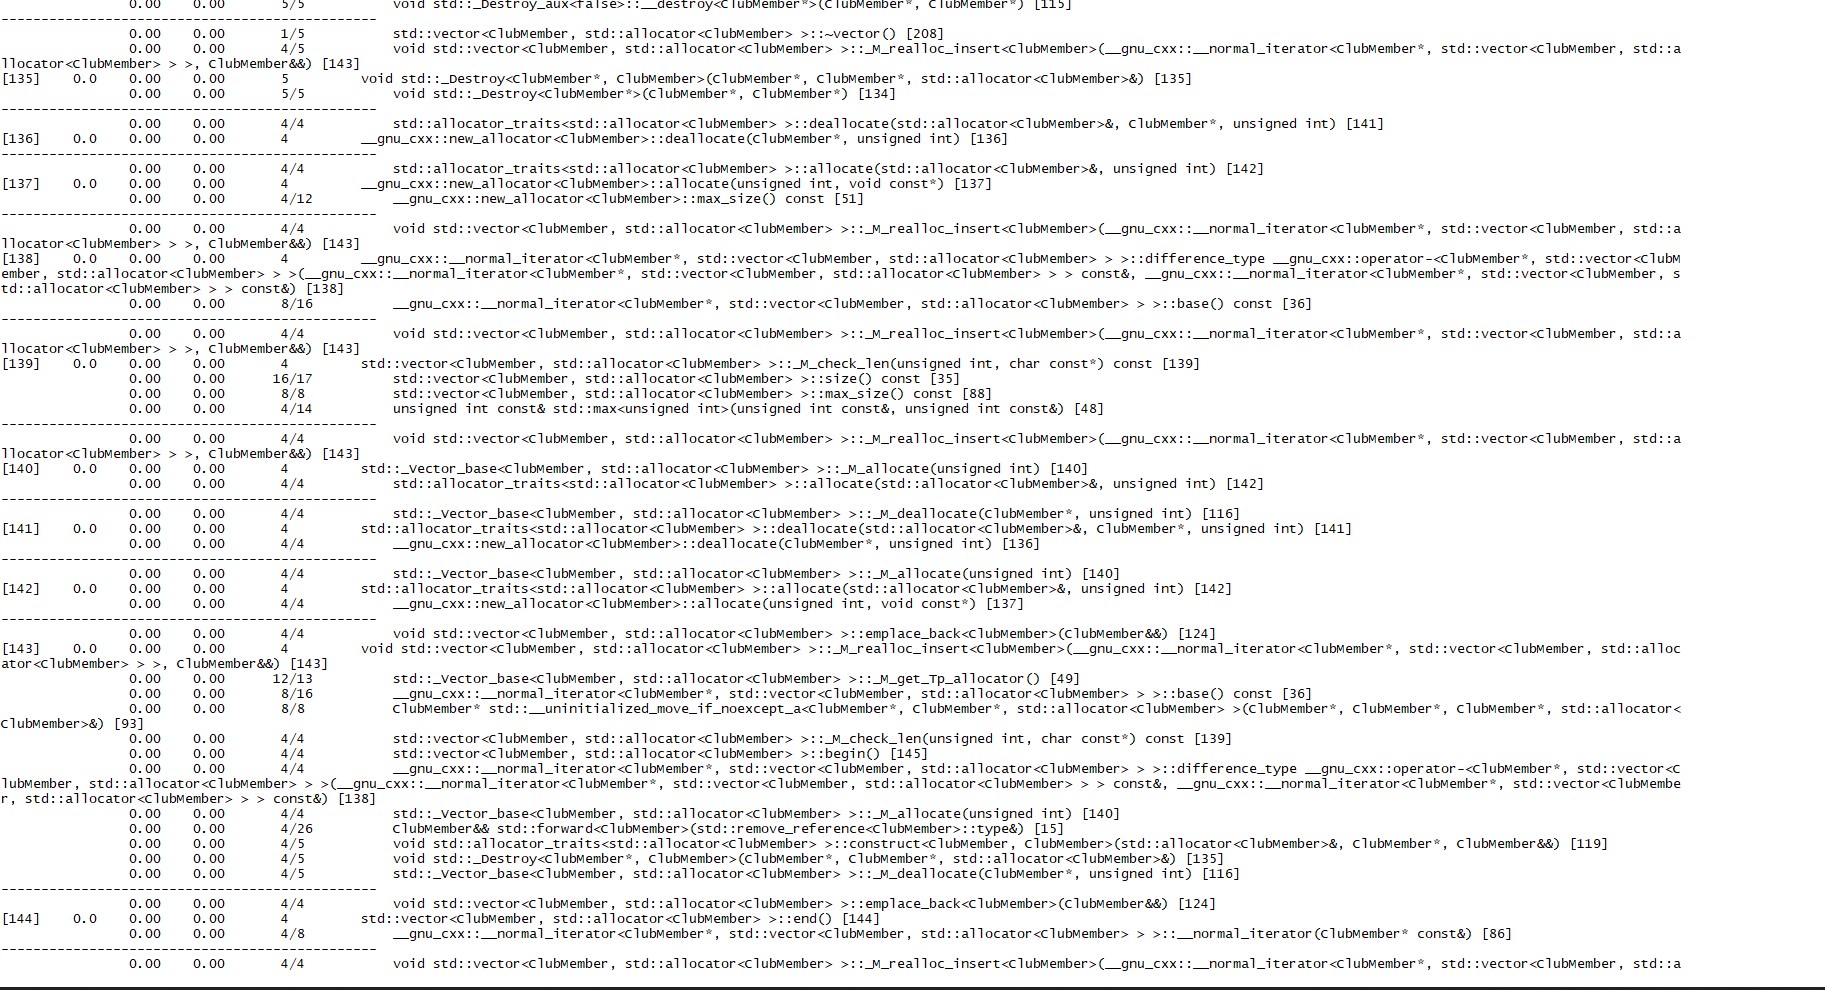 0.00 0.00 5/5 void std::_Destroy_aux<false>::__destroy<ClubMember*>(ClubMember*, ClubMember*) [115]
-----------------------------------------------
0.00 0.00 1/5 std::vector<ClubMember, std::allocator<ClubMember> >::~vector() [208]
0.00 0.00 4/5 void std::vector<ClubMember, std::allocator<ClubMember> >::_M_realloc_insert<ClubMember>(__gnu_cxx::__normal_iterator<ClubMember*, std::vector<ClubMember, std::a
llocator<ClubMember> > >, ClubMember&&) [143]
[135] 0.0 0.00 0.00 5 void std::_Destroy<ClubMember*, ClubMember>(ClubMember*, ClubMember*, std::allocator<ClubMember>&) [135]
0.00 0.00 5/5 void std::_Destroy<ClubMember*>(ClubMember*, ClubMember*) [134]
-----------------------------------------------
0.00 0.00 4/4 std::allocator_traits<std::allocator<ClubMember> >::deallocate(std::allocator<ClubMember>&, ClubMember*, unsigned int) [141]
[136] 0.0 0.00 0.00 4 __gnu_cxx::new_allocator<ClubMember>::deallocate(ClubMember*, unsigned int) [136]
-----------------------------------------------
0.00 0.00 4/4 std::allocator_traits<std::allocator<ClubMember> >::allocate(std::allocator<ClubMember>&, unsigned int) [142]
[137] 0.0 0.00 0.00 4 __gnu_cxx::new_allocator<ClubMember>::allocate(unsigned int, void const*) [137]
0.00 0.00 4/12 __gnu_cxx::new_allocator<ClubMember>::max_size() const [51]
-----------------------------------------------
0.00 0.00 4/4 void std::vector<ClubMember, std::allocator<ClubMember> >::_M_realloc_insert<ClubMember>(__gnu_cxx::__normal_iterator<ClubMember*, std::vector<ClubMember, std::a
llocator<ClubMember> > >, ClubMember&&) [143]
[138] 0.0 0.00 0.00 4 __gnu_cxx::__normal_iterator<ClubMember*, std::vector<ClubMember, std::allocator<ClubMember> > >::difference_type __gnu_cxx::operator-<ClubMember*, std::vector<ClubM
ember, std::allocator<ClubMember> > >(__gnu_cxx::__normal_iterator<ClubMember*, std::vector<ClubMember, std::allocator<ClubMember> > > const&, __gnu_cxx::__normal_iterator<ClubMember*, std::vector<ClubMember, s
td::allocator<ClubMember> > > const&) [138]
0.00 0.00 8/16 __gnu_cxx::__normal_iterator<ClubMember*, std::vector<ClubMember, std::allocator<ClubMember> > >::base() const [36]
-----------------------------------------------
0.00 0.00 4/4 void std::vector<ClubMember, std::allocator<ClubMember> >::_M_realloc_insert<ClubMember>(__gnu_cxx::__normal_iterator<ClubMember*, std::vector<ClubMember, std::a
llocator<ClubMember> > >, ClubMember&&) [143]
[139] 0.0 0.00 0.00 4 std::vector<ClubMember, std::allocator<ClubMember> >::_M_check_len(unsigned int, char const*) const [139]
0.00 0.00 16/17 std::vector<ClubMember, std::allocator<ClubMember> >::size() const [35]
0.00 0.00 8/8 std::vector<ClubMember, std::allocator<ClubMember> >::max_size() const [88]
0.00 0.00 4/14 unsigned int const& std::max<unsigned int>(unsigned int const&, unsigned int const&) [48]
-----------------------------------------------
0.00 0.00 4/4 void std::vector<ClubMember, std::allocator<ClubMember> >::_M_realloc_insert<ClubMember>(__gnu_cxx::__normal_iterator<ClubMember*, std::vector<ClubMember, std::a
llocator<ClubMember> > >, ClubMember&&) [143]
[140] 0.0 0.00 0.00 4 std::_Vector_base<ClubMember, std::allocator<ClubMember> >::_M_allocate(unsigned int) [140]
0.00 0.00 4/4 std::allocator_traits<std::allocator<ClubMember> >::allocate(std::allocator<ClubMember>&, unsigned int) [142]
-----------------------------------------------
0.00 0.00 4/4 std::_Vector_base<ClubMember, std::allocator<ClubMember> >::_M_deallocate(ClubMember*, unsigned int) [116]
[141] 0.0 0.00 0.00 4 std::allocator_traits<std::allocator<ClubMember> >::deallocate(std::allocator<ClubMember>&, ClubMember*, unsigned int) [141]
0.00 0.00 4/4 __gnu_cxx::new_allocator<ClubMember>::deallocate(ClubMember*, unsigned int) [136]
-----------------------------------------------
0.00 0.00 4/4 std::_Vector_base<ClubMember, std::allocator<ClubMember> >::_M_allocate(unsigned int) [140]
[142] 0.0 0.00 0.00 4 std::allocator_traits<std::allocator<ClubMember> >::allocate(std::allocator<ClubMember>&, unsigned int) [142]
0.00 0.00 4/4 __gnu_cxx::new_allocator<ClubMember>::allocate(unsigned int, void const*) [137]
-----------------------------------------------
0.00 0.00 4/4 void std::vector<ClubMember, std::allocator<ClubMember> >::emplace_back<ClubMember>(ClubMember&&) [124]
[143] 0.0 0.00 0.00 4 void std::vector<ClubMember, std::allocator<ClubMember> >::_M_realloc_insert<ClubMember>(__gnu_cxx::__normal_iterator<ClubMember*, std::vector<ClubMember, std::alloc
ator<ClubMember> > >, ClubMember&&) [143]
0.00 0.00 12/13 std::_Vector_base<ClubMember, std::allocator<ClubMember> >::_M_get_Tp_allocator() [49]
0.00 0.00 8/16 __gnu_cxx::__normal_iterator<ClubMember*, std::vector<ClubMember, std::allocator<ClubMember> > >::base() const [36]
0.00 0.00 8/8 ClubMember* std::__uninitialized_move_if_noexcept_a<ClubMember*, ClubMember*, std::allocator<ClubMember> >(ClubMember*, ClubMember*, ClubMember*, std::allocator<
ClubMember>&) [93]
0.00 0.00 4/4 std::vector<ClubMember, std::allocator<ClubMember> >::_M_check_len(unsigned int, char const*) const [139]
0.00 0.00 4/4 std::vector<ClubMember, std::allocator<ClubMember> >::begin() [145]
0.00 0.00 4/4 __gnu_cxx::__normal_iterator<ClubMember*, std::vector<ClubMember, std::allocator<ClubMember> > >::difference_type __gnu_cxx::operator-<ClubMember*, std::vector<C
lubMember, std::allocator<ClubMember> > >(__gnu_cxx::__normal_iterator<ClubMember*, std::vector<ClubMember, std::allocator<ClubMember> > > const&, __gnu_cxx::__normal_iterator<ClubMember*, std::vector<ClubMembe
r, std::allocator<ClubMember> > > const&) [138]
0.00 0.00 4/4 std::_Vector_base<ClubMember, std::allocator<ClubMember> >::_M_allocate(unsigned int) [140]
0.00 0.00 4/26 ClubMember&& std::forward<ClubMember>(std::remove_reference<ClubMember>::type&) [15]
0.00 0.00 4/5 void std::allocator_traits<std::allocator<ClubMember> >::construct<ClubMember, ClubMember>(std::allocator<ClubMember>&, ClubMember*, ClubMember&&) [119]
0.00 0.00 4/5 void std::_Destroy<ClubMember*, ClubMember>(ClubMember*, ClubMember*, std::allocator<ClubMember>&) [135]
0.00 0.00 4/5 std::_Vector_base<ClubMember, std::allocator<ClubMember> >::_M_deallocate(ClubMember*, unsigned int) [116]
-----------------------------------------------
0.00 0.00 4/4 void std::vector<ClubMember, std::allocator<ClubMember> >::emplace_back<ClubMember>(ClubMember&&) [124]
[144] 0.0 0.00 0.00 4 std::vector<ClubMember, std::allocator<ClubMember> >::end() [144]
0.00 0.00 4/8 __gnu_cxx::__normal_iterator<ClubMember*, std::vector<ClubMember, std::allocator<ClubMember> > >::__normal_iterator(ClubMember* const&) [86]
-----------------------------------------------
0.00 0.00 4/4 void std::vector<ClubMember, std::allocator<ClubMember> >::_M_realloc_insert<ClubMember>(__gnu_cxx::__normal_iterator<ClubMember*, std::vector<ClubMember, std::a